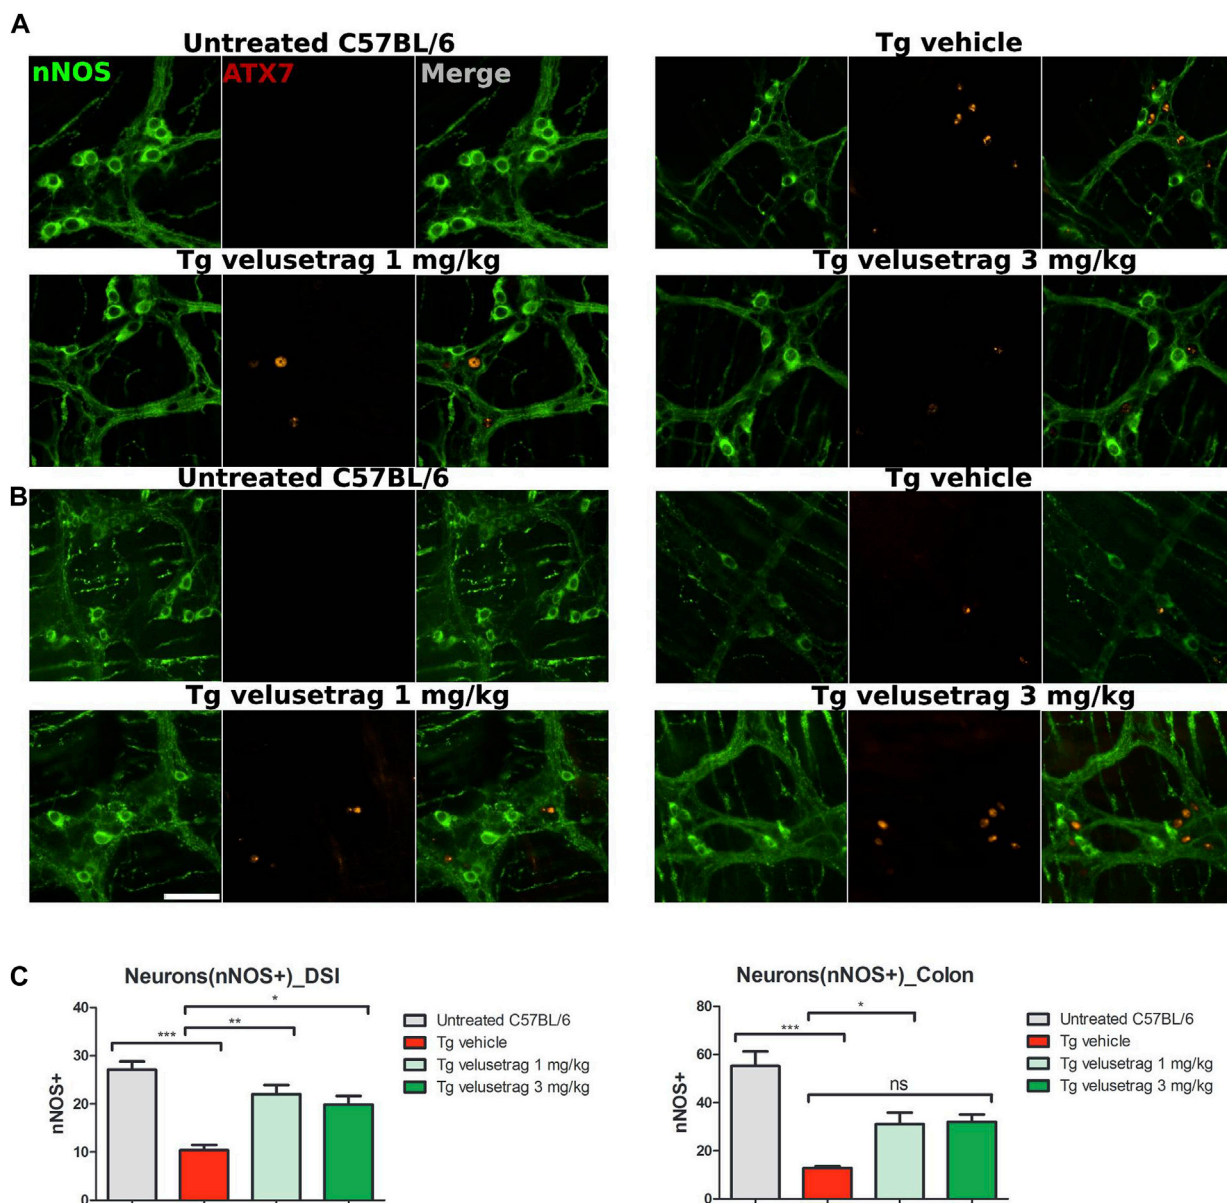 A
Untreated C57BL/6
Tg vehicle
nNOS
ATX7
Merge
Tg velusetrag 1 mg/kg
Tg velusetrag 3 mg/kg
B
Untreated C57BL/6
Tg vehicle
Tg velusetrag 1 mg/kg
Tg velusetrag 3 mg/kg
C
Neurons(nNOS+)_DSI
nNOS+
40
30
20
10
0
***
**
*
Untreated C57BL/6
Tg vehicle
Tg velusetrag 1 mg/kg
Tg velusetrag 3 mg/kg
Neurons(nNOS+)_Colon
nNOS+
80
60
40
20
0
***
*
ns
Untreated C57BL/6
Tg vehicle
Tg velusetrag 1 mg/kg
Tg velusetrag 3 mg/kg